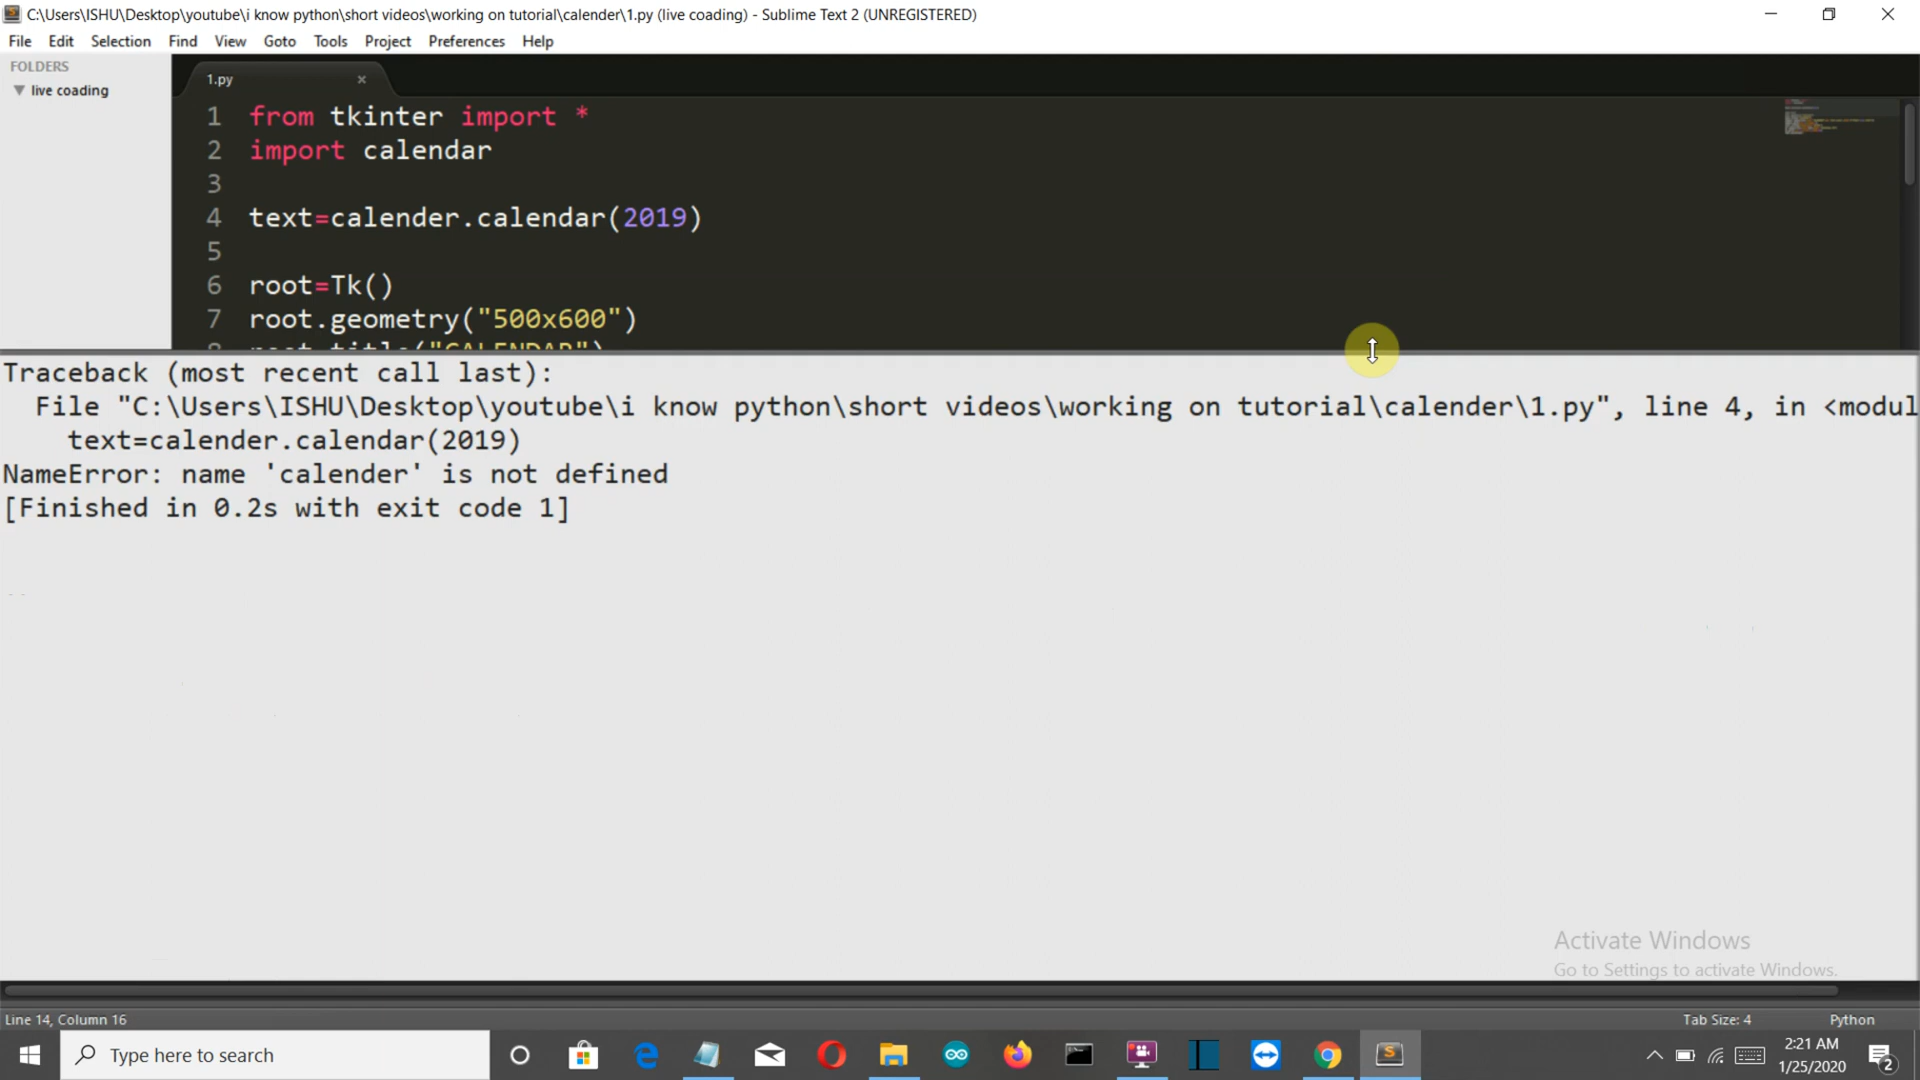 C:\Users\ISHU\Desktop\youtube\i know python\short videos\working on tutorial\calender\1.py (live coading) - Sublime Text 2 (UNREGISTERED)
File Edit Selection Find View Goto Tools Project Preferences Help
FOLDERS
live coading
1.py
1 from tkinter import *
2 import calendar
3
4 text=calender.calendar(2019)
5
6 root=Tk()
7 root.geometry("500x600")
8 root.title("CALENDAR")
Traceback (most recent call last):
File "C:\Users\ISHU\Desktop\youtube\i know python\short videos\working on tutorial\calender\1.py", line 4, in <modul
text=calender.calendar(2019)
NameError: name 'calender' is not defined
[Finished in 0.2s with exit code 1]
Activate Windows
Go to Settings to activate Windows.
Line 14, Column 16
Tab Size: 4 Python
Type here to search
2:21 AM
1/25/2020
2